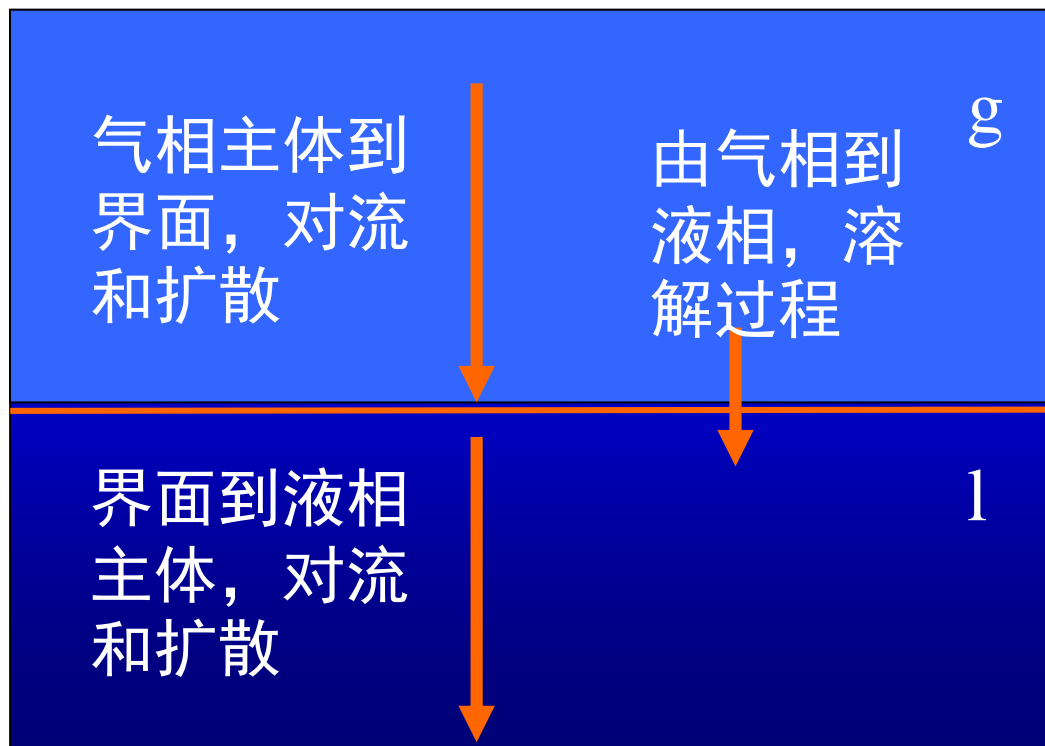 气相主体到
界面，对流
和扩散
由气相到
液相，溶
解过程
g
界面到液相
主体，对流
和扩散
l